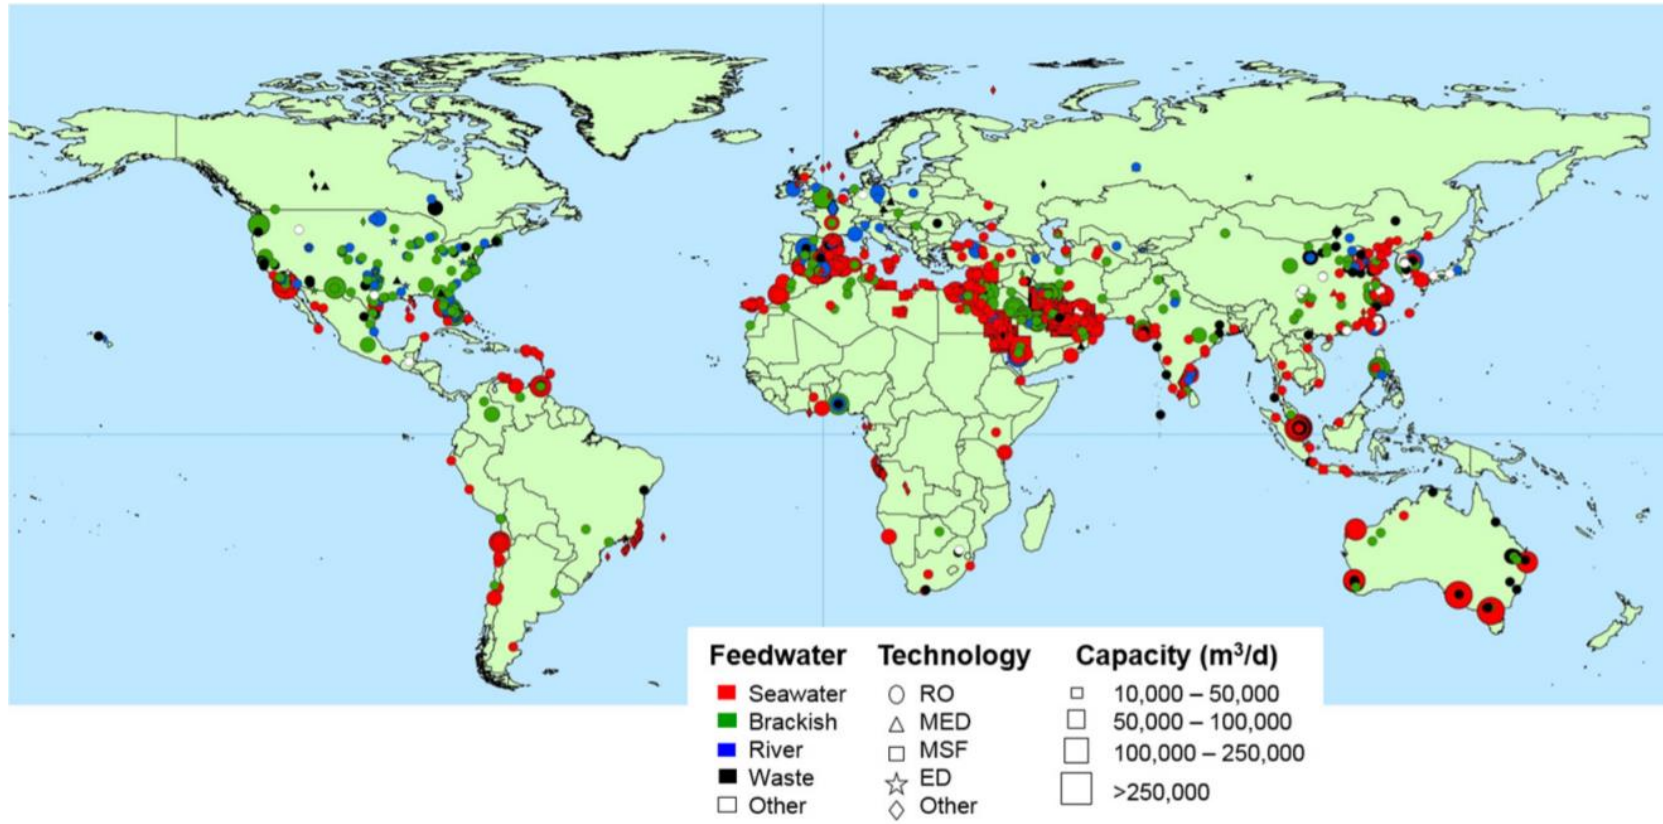 Feedwater
Seawater
Brackish
River
Waste
Other
Technology
RO
MED
MSF
ED
Other
Capacity (m³/d)
10,000 – 50,000
50,000 – 100,000
100,000 – 250,000
>250,000